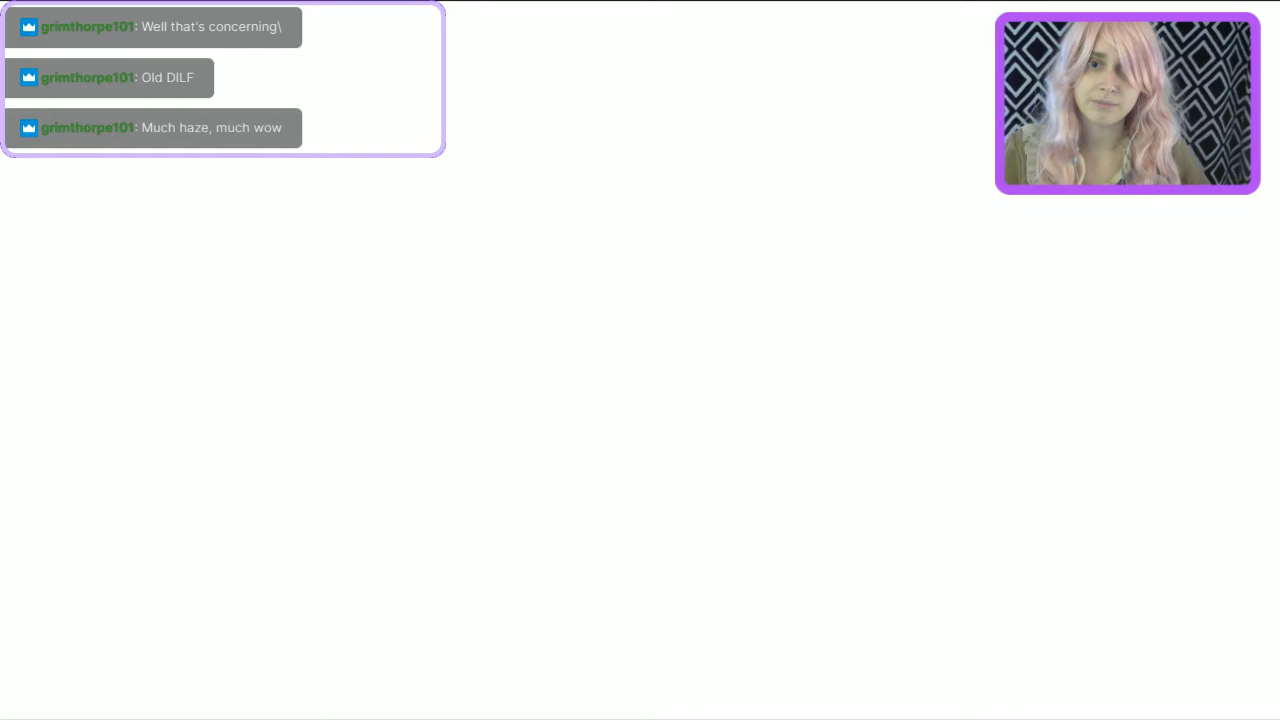 grimthorpe101: Well that's concerning\
grimthorpe101: Old DILF
grimthorpe101: Much haze, much wow